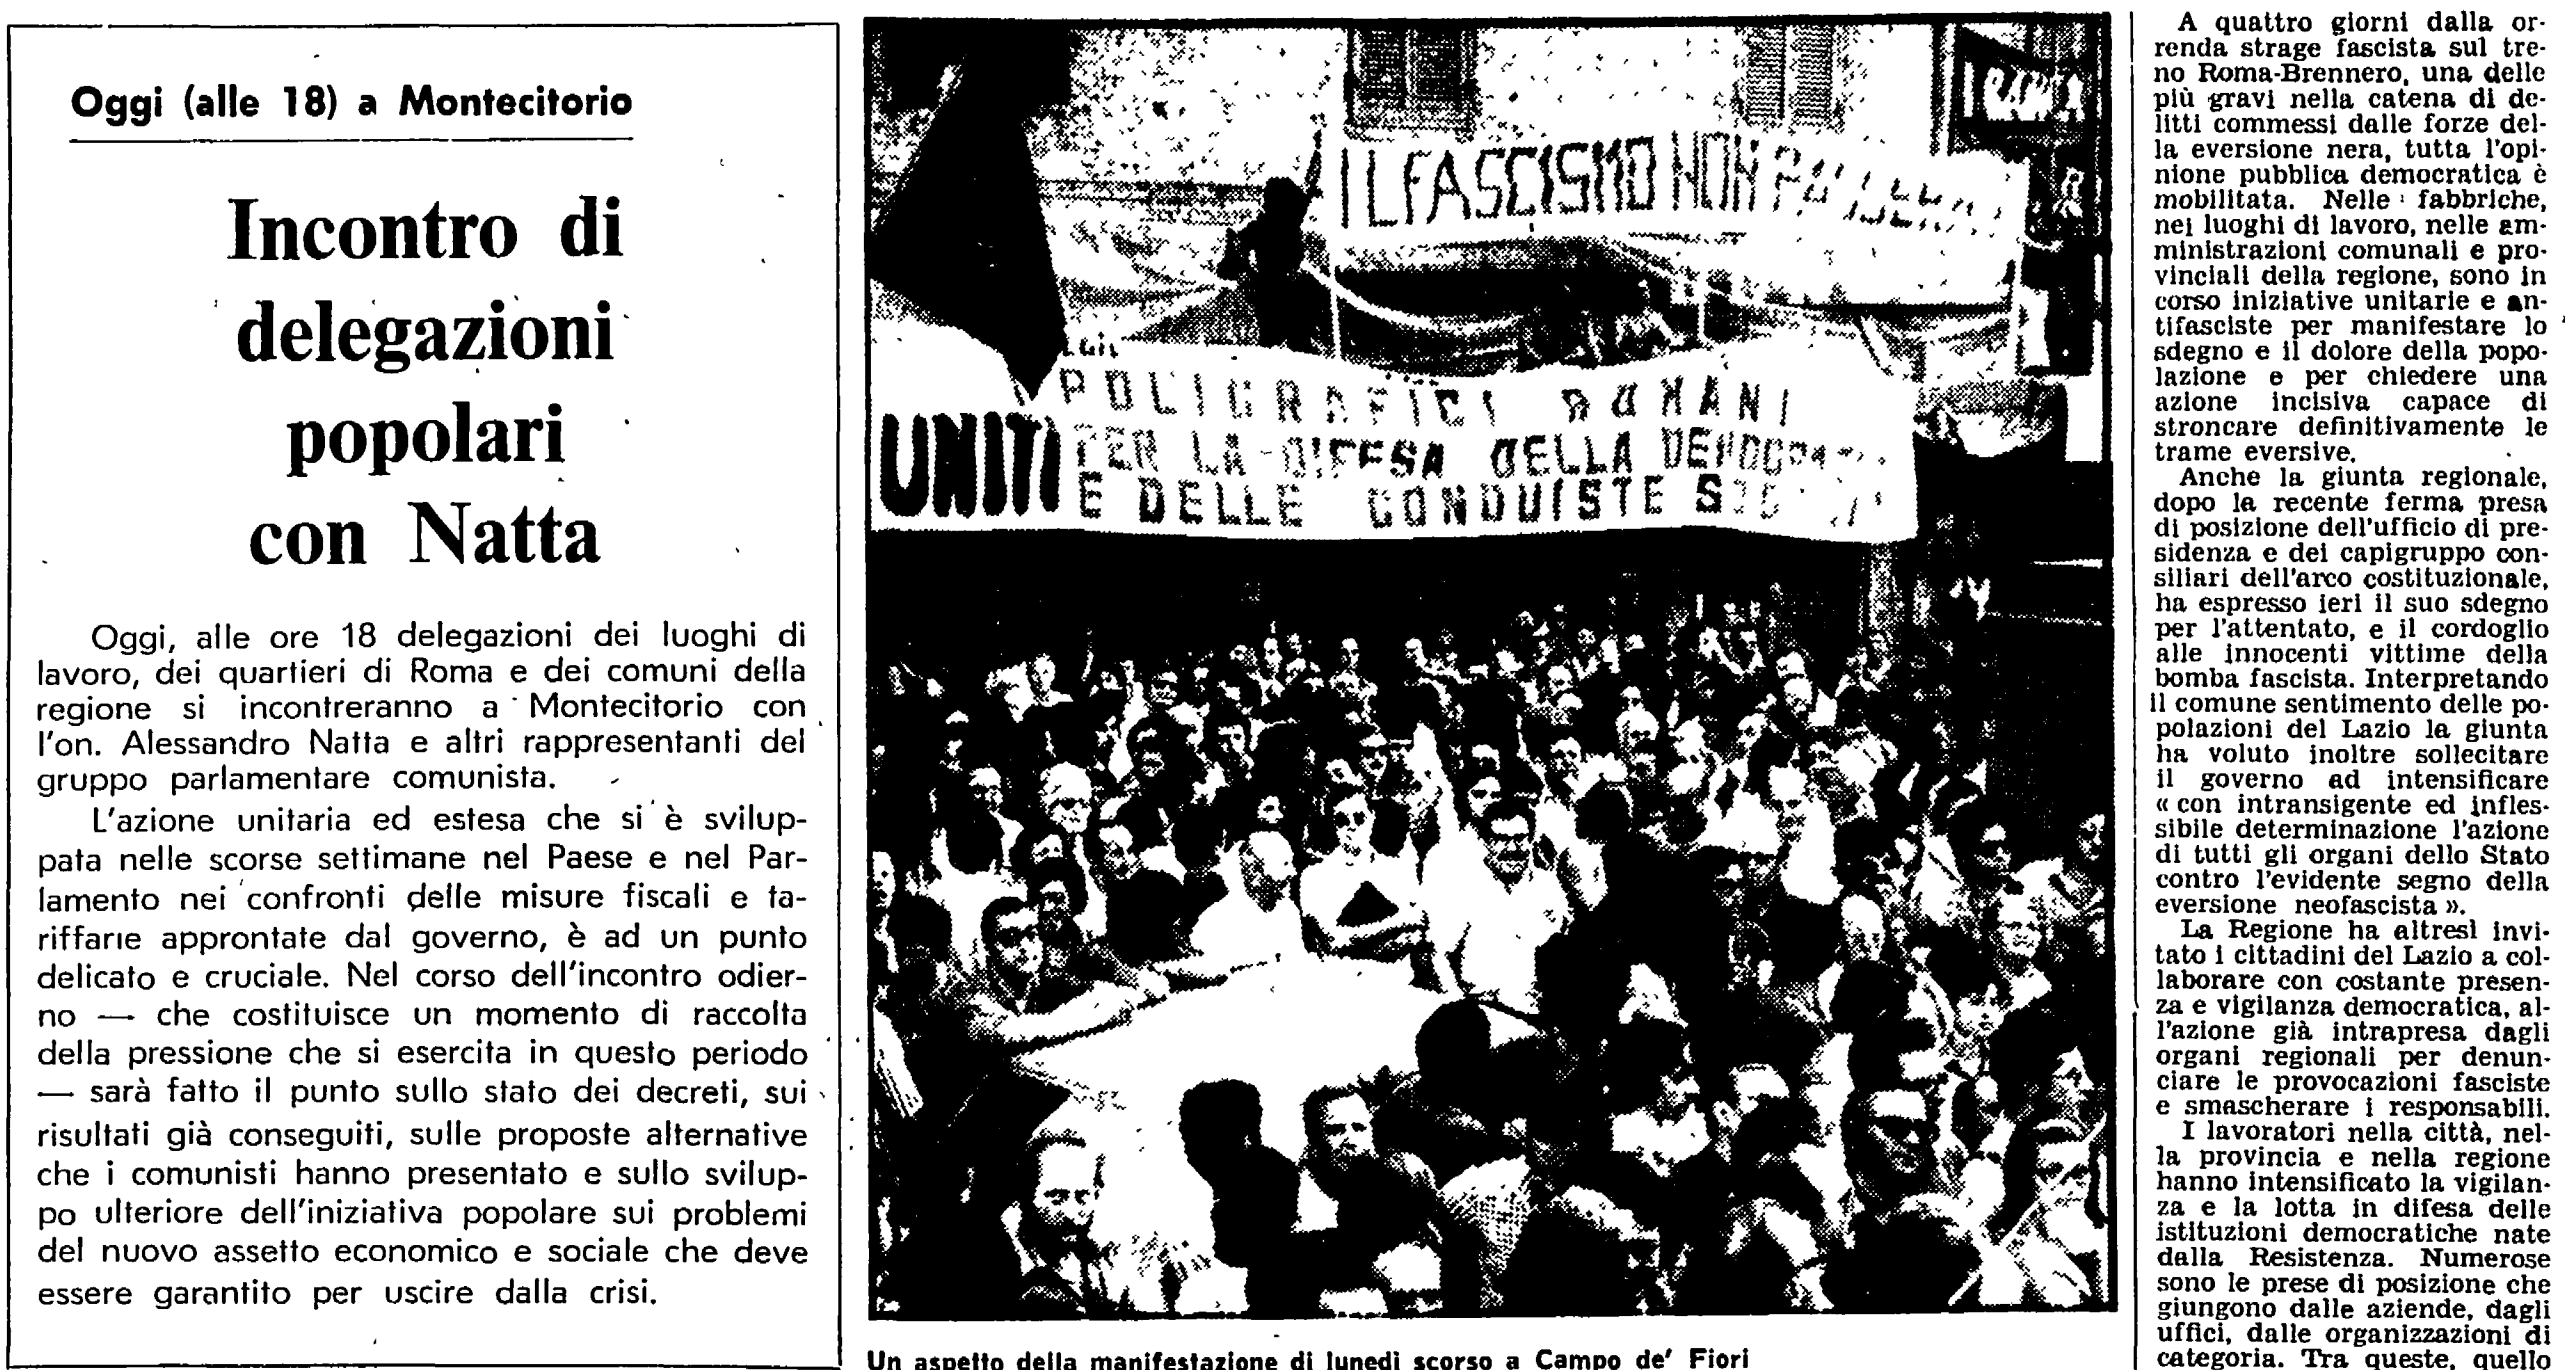 Oggi (alle 18) a Montecitorio
Incontro di
delegazioni
popolari
con Natta
Oggi, alle ore 18 delegazioni dei luoghi di
lavoro, dei quartieri di Roma e dei comuni della
regione si incontreranno a Montecitorio con
l'on. Alessandro Natta e altri rappresentanti del
gruppo parlamentare comunista.
L'azione unitaria ed estesa che si è svilup-
pata nelle scorse settimane nel Paese e nel Par-
lamento nei confronti delle misure fiscali e ta-
riffarie approntate dal governo, è ad un punto
delicato e cruciale. Nel corso dell'incontro odier-
no — che costituisce un momento di raccolta
della pressione che si esercita in questo periodo
— sarà fatto il punto sullo stato dei decreti, sui
risultati già conseguiti, sulle proposte alternative
che i comunisti hanno presentato e sullo svilup-
po ulteriore dell'iniziativa popolare sui problemi
del nuovo assetto economico e sociale che deve
essere garantito per uscire dalla crisi.
IL FASCISMO NON PASSERA
POLIGRAFICI ROMANI
UNITI PER LA DIFESA DELLA
E DELLE CONQUISTE
Un aspetto della manifestazione di lunedì scorso a Campo de' Fiori
A quattro giorni dalla or-
renda strage fascista sul tre-
no Roma-Brennero, una delle
più gravi nella catena di de-
litti commessi dalle forze del-
la eversione nera, tutta l'opi-
nione pubblica democratica è
mobilitata. Nelle fabbriche,
nei luoghi di lavoro, nelle am-
ministrazioni comunali e pro-
vinciali della regione, sono in
corso iniziative unitarie e an-
tifasciste per manifestare lo
sdegno e il dolore della popo-
lazione e per chiedere una
azione incisiva capace di
stroncare definitivamente le
trame eversive.
Anche la giunta regionale,
dopo la recente ferma presa
di posizione dell'ufficio di pre-
sidenza e dei capigruppo con-
siliari dell'arco costituzionale,
ha espresso ieri il suo sdegno
per l'attentato, e il cordoglio
alle innocenti vittime della
bomba fascista. Interpretando
il comune sentimento delle po-
polazioni del Lazio la giunta
ha voluto inoltre sollecitare
il governo ad intensificare
« con intransigente ed infles-
sibile determinazione l'azione
di tutti gli organi dello Stato
contro l'evidente segno della
eversione neofascista ».
La Regione ha altresì invi-
tato i cittadini del Lazio a col-
laborare con costante presen-
za e vigilanza democratica, al-
l'azione già intrapresa dagli
organi regionali per denun-
ciare le provocazioni fasciste
e smascherare i responsabili.
I lavoratori nella città, nel-
la provincia e nella regione
hanno intensificato la vigilan-
za e la lotta in difesa delle
istituzioni democratiche nate
dalla Resistenza. Numerose
sono le prese di posizione che
giungono dalle aziende, dagli
uffici, dalle organizzazioni di
categoria. Tra queste, quello